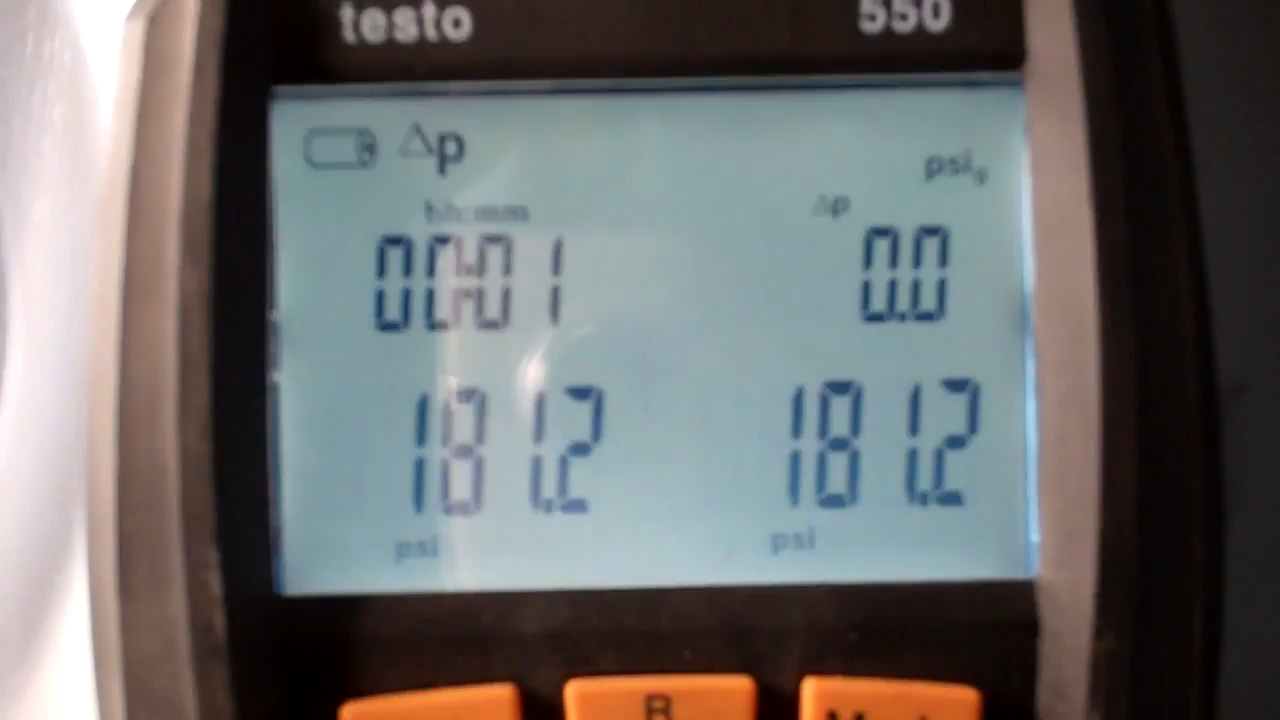 testo 550
Δp psig
hh:mm Δp
00:01 0.0
181.2 181.2
psi psi
R